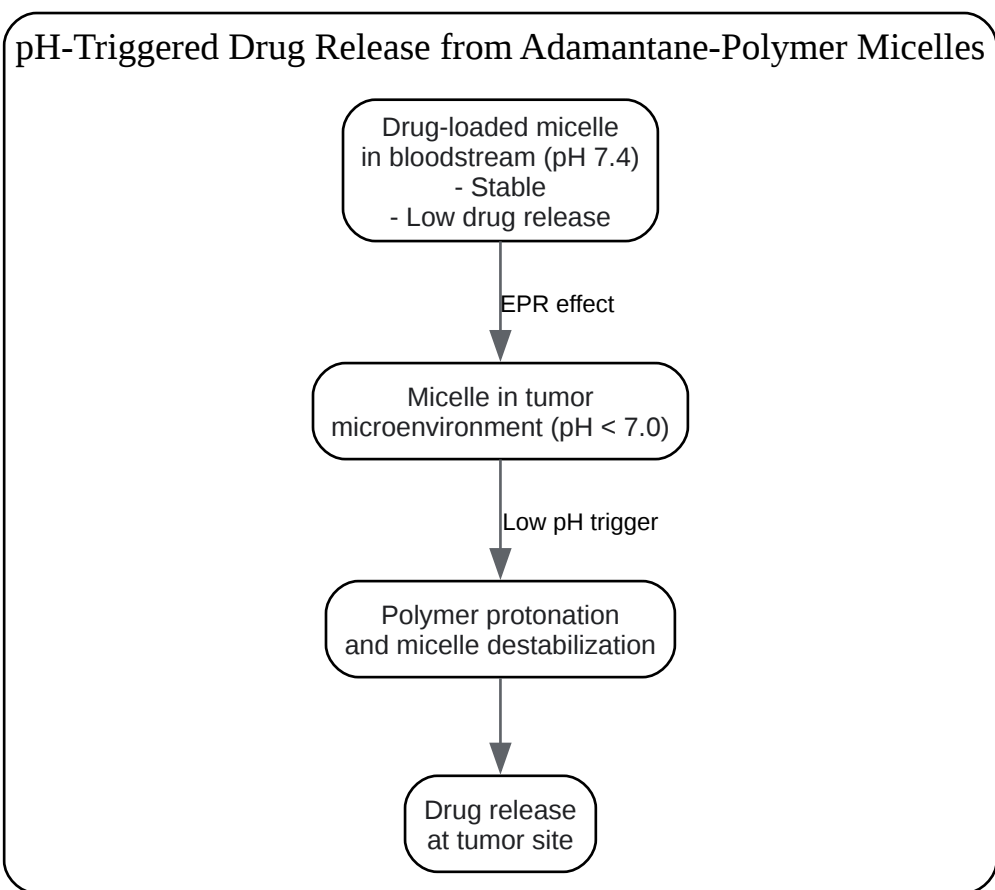 pH-Triggered Drug Release from Adamantane-Polymer Micelles
Drug-loaded micelle
in bloodstream (pH 7.4)
- Stable
- Low drug release
EPR effect
Micelle in tumor
microenvironment (pH < 7.0)
Low pH trigger
Polymer protonation
and micelle destabilization
Drug release
at tumor site